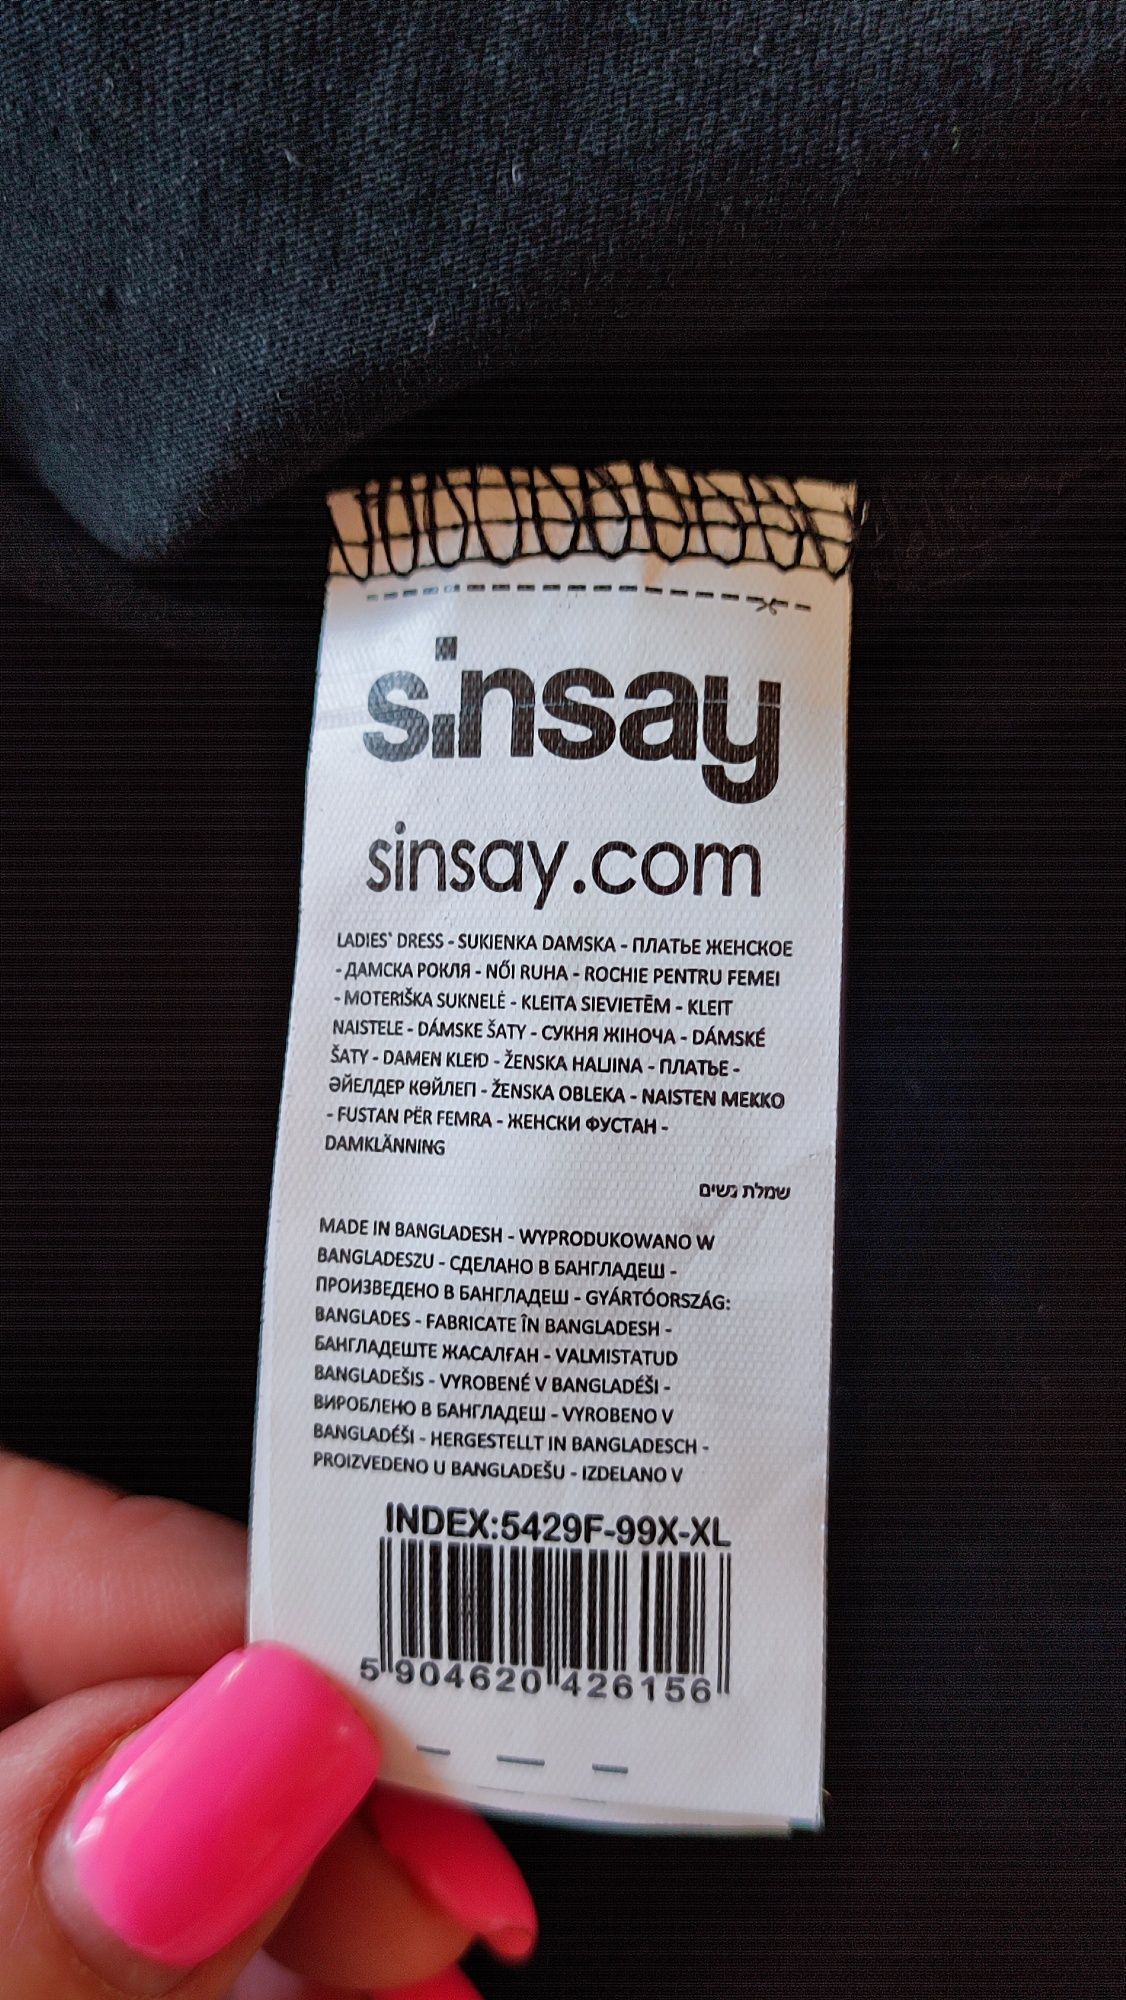 sinsay
sinsay.com
LADIES` DRESS - SUKIENKA DAMSKA - ПЛАТЬЕ ЖЕНСКОЕ
- ДАМСКА РОКЛЯ - NŐI RUHA - ROCHIE PENTRU FEMEI
- MOTERIŠKA SUKNELĖ - KLEITA SIEVIETĒM - KLEIT
NAISTELE - DÁMSKE ŠATY - СУКНЯ ЖІНОЧА - DÁMSKÉ
ŠATY - DAMEN KLEID - ŽENSKA HALJINA - ПЛАТЬЕ -
ӘЙЕЛДЕР КӨЙЛЕГІ - ŽENSKA OBLEKA - NAISTEN MEKKO
- FUSTAN PËR FEMRA - ЖЕНСКИ ФУСТАН -
DAMKLÄNNING
שמלת נשים
MADE IN BANGLADESH - WYPRODUKOWANO W
BANGLADESZU - СДЕЛАНО В БАНГЛАДЕШ -
ПРОИЗВЕДЕНО В БАНГЛАДЕШ - GYÁRTÓORSZÁG:
BANGLADES - FABRICATE ÎN BANGLADESH -
БАНГЛАДЕШТЕ ЖАСАЛҒАН - VALMISTATUD
BANGLADEŠIS - VYROBENÉ V BANGLADÉŠI -
ВИРОБЛЕНО В БАНГЛАДЕШ - VYROBENO V
BANGLADÉŠI - HERGESTELLT IN BANGLADESCH -
PROIZVEDENO U BANGLADEŠU - IZDELANO V
INDEX:5429F-99X-XL
5 904620 426156